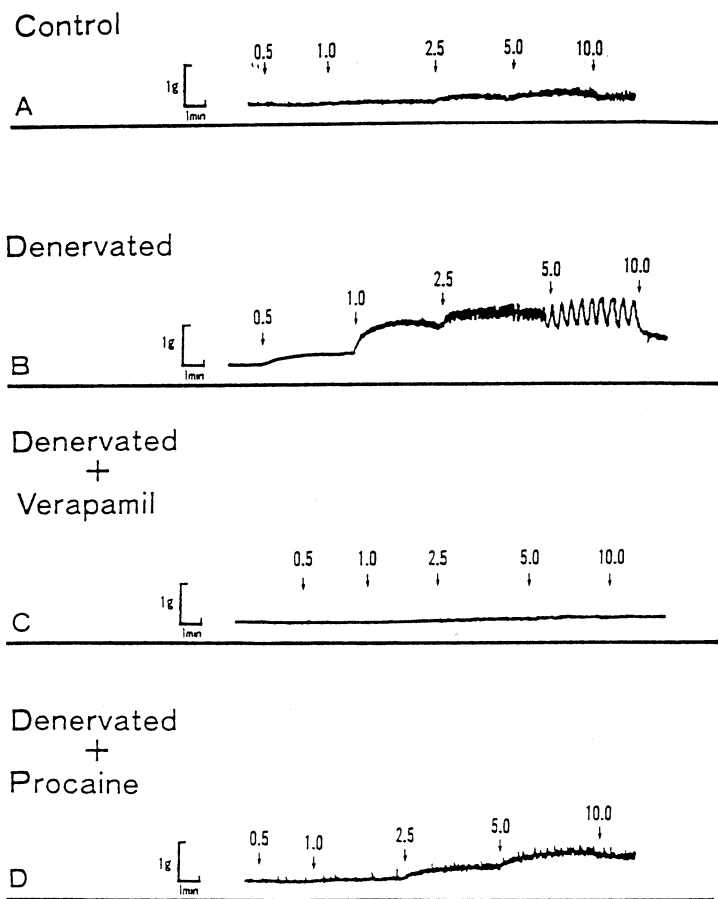 Control
0.5 1.0 2.5 5.0 10.0
1g
1min
A
Denervated
0.5 1.0 2.5 5.0 10.0
1g
1min
B
Denervated
+
Verapamil
0.5 1.0 2.5 5.0 10.0
1g
1min
C
Denervated
+
Procaine
0.5 1.0 2.5 5.0 10.0
1g
1min
D